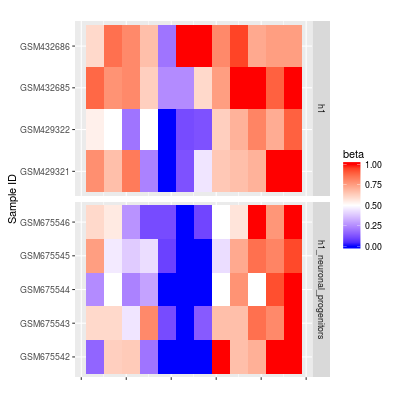 GSM432686
GSM432685
GSM429322
GSM429321
h1
GSM675546
GSM675545
GSM675544
GSM675543
GSM675542
h1_neuronal_progenitors
Sample ID
beta
1.00
0.75
0.50
0.25
0.00